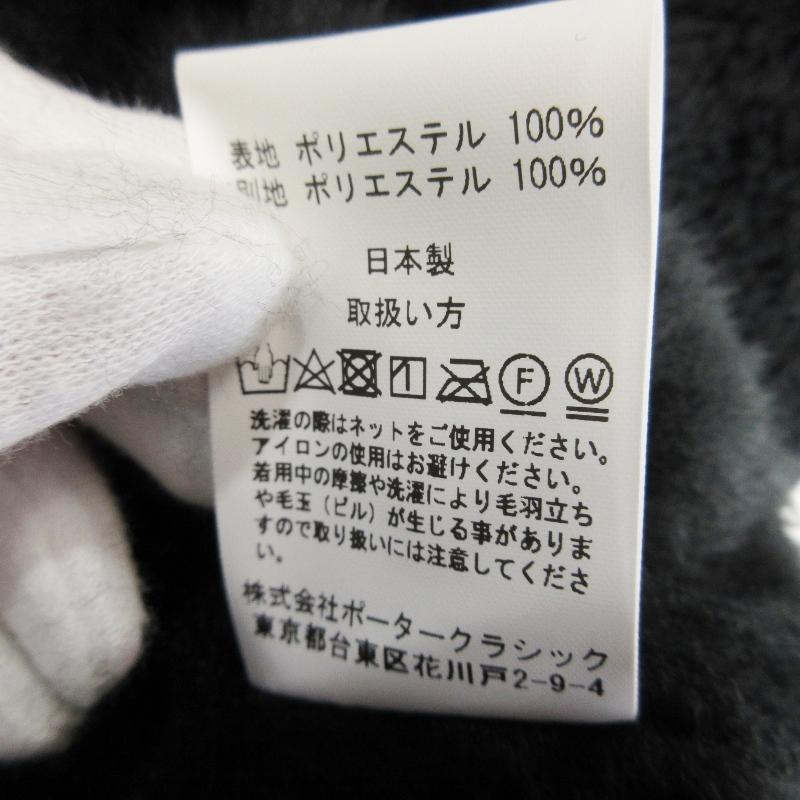 表地 ポリエステル 100%
別地 ポリエステル 100%
日本製
取扱い方
F W
洗濯の際はネットをご使用ください。
アイロンの使用はお避けください。
着用中の摩擦や洗濯により毛羽立ち
や毛玉（ピル）が生じる事がありま
すので取り扱いには注意してくださ
い。
株式会社ポータークラシック
東京都台東区花川戸2-9-4